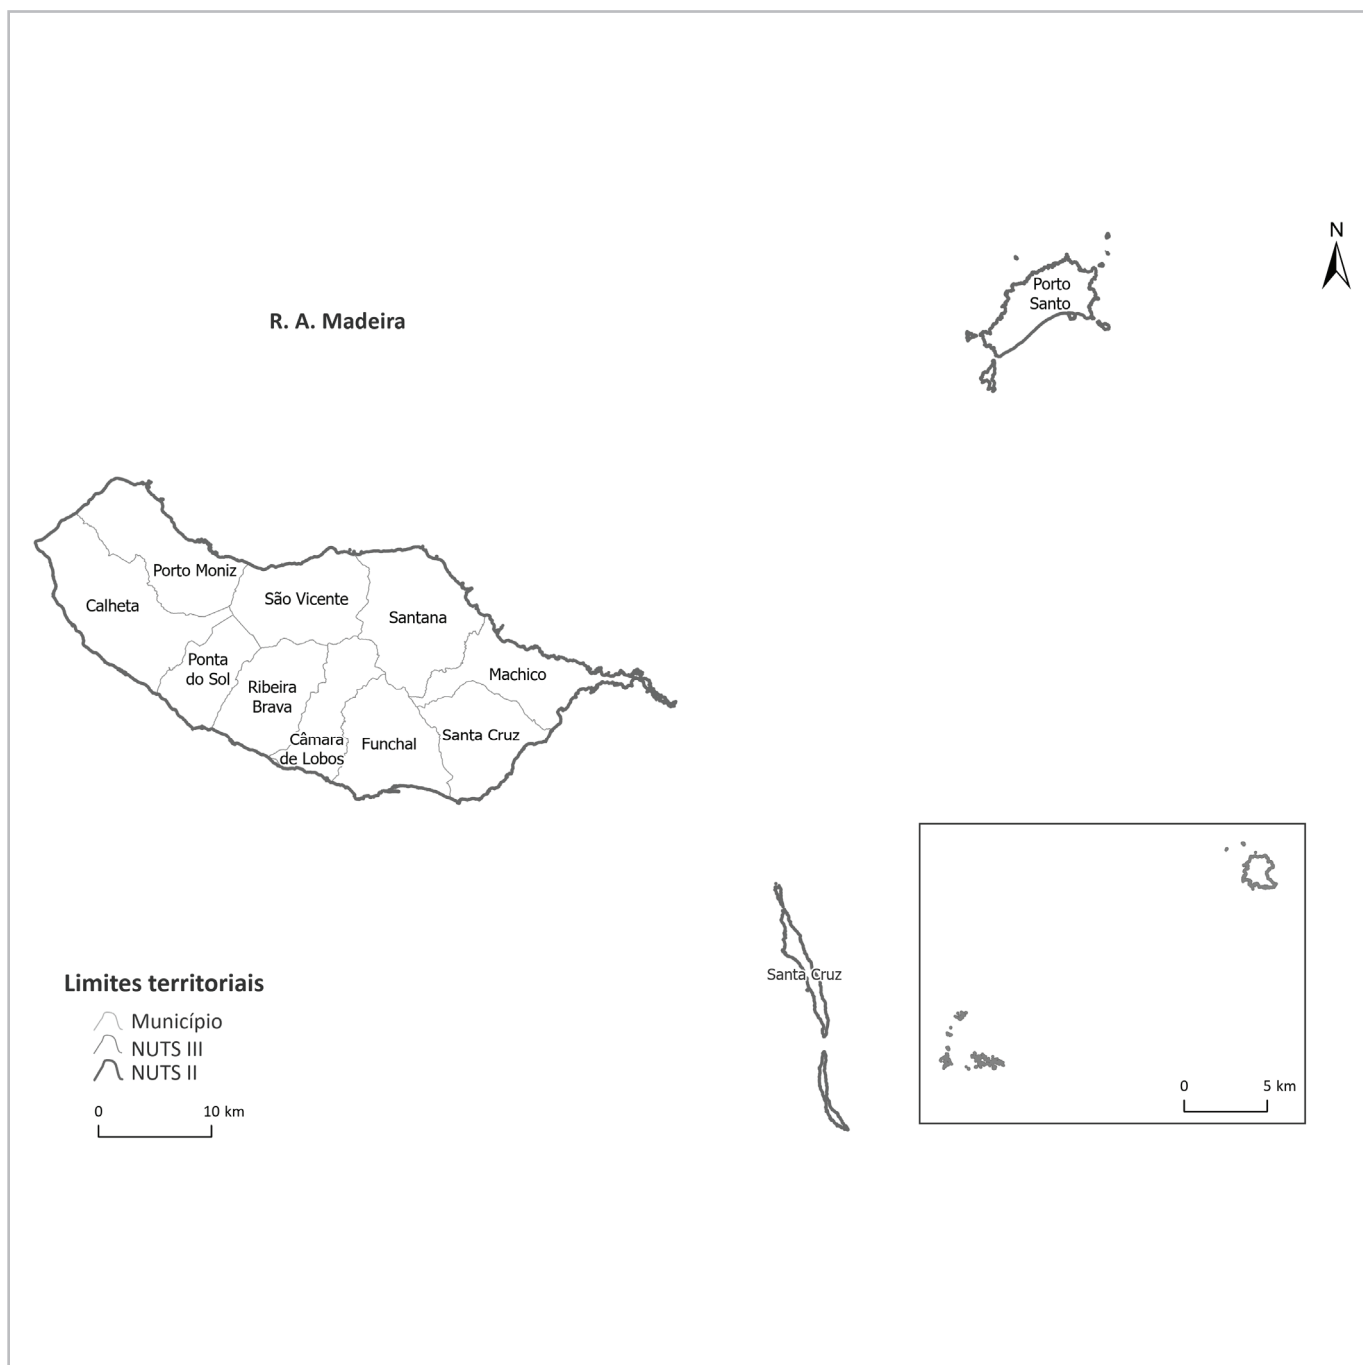 N
Porto
Santo
R. A. Madeira
Porto Moniz
São Vicente
Calheta
Santana
Ponta
do Sol
Machico
Ribeira
Brava
Câmara
de Lobos
Funchal
Santa Cruz
Santa Cruz
Limites territoriais
Município
NUTS III
NUTS II
0 10 km
0 5 km